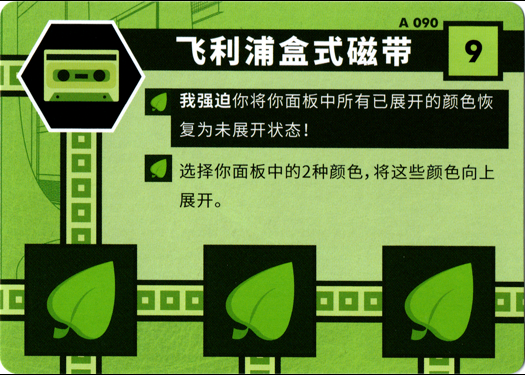 A 090
飞利浦盒式磁带
9
我强迫你将你面板中所有已展开的颜色恢
复为未展开状态！
选择你面板中的2种颜色，将这些颜色向上
展开。